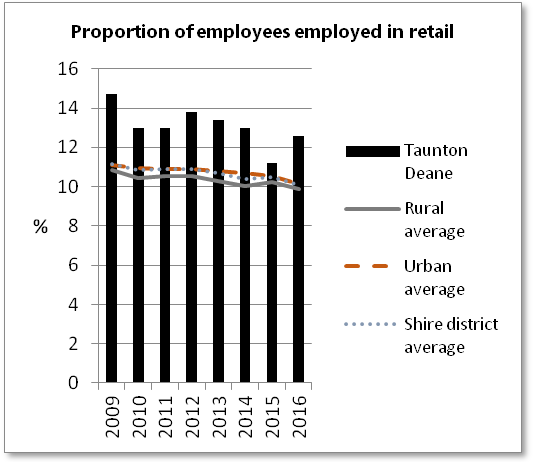 Proportion of employees employed in retail
16
14
12
10
8
6
4
2
0
%
2009
2010
2011
2012
2013
2014
2015
2016
Taunton
Deane
Rural
average
Urban
average
Shire district
average